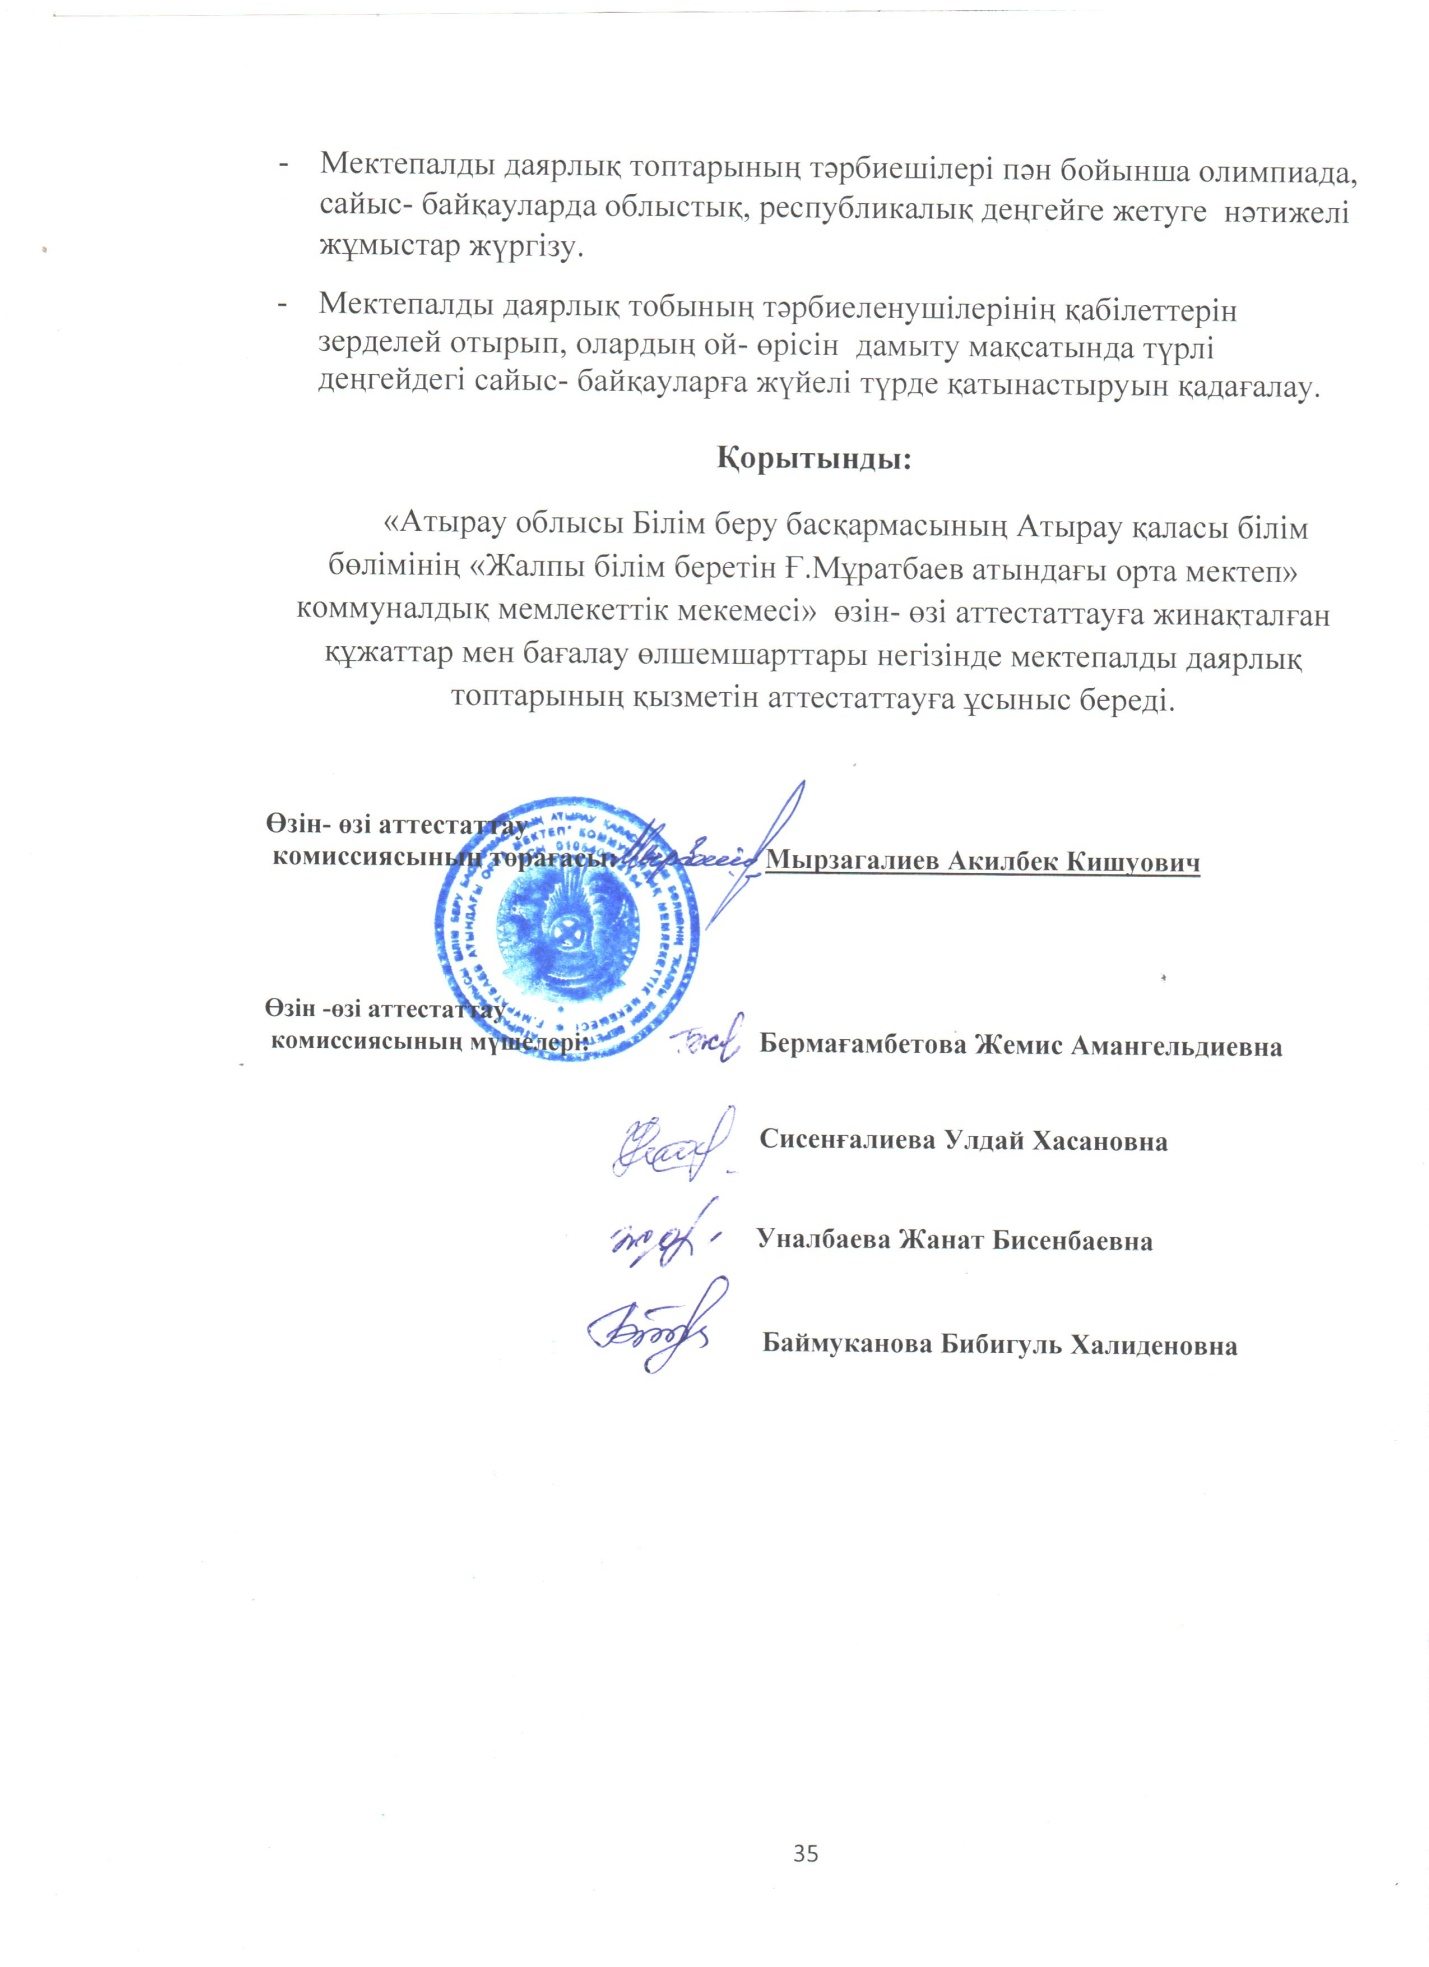 - Мектепалды даярлық топтарының тәрбиешілері пән бойынша олимпиада,
сайыс- байқауларда облыстық, республикалық деңгейге жетуге нәтижелі
жұмыстар жүргізу.
- Мектепалды даярлық тобының тәрбиеленушілерінің қабілеттерін
зерделей отырып, олардың ой- өрісін дамыту мақсатында түрлі
деңгейдегі сайыс- байқауларға жүйелі түрде қатынастыруын қадағалау.
Қорытынды:
«Атырау облысы Білім беру басқармасының Атырау қаласы білім
бөлімінің «Жалпы білім беретін Ғ.Мұратбаев атындағы орта мектеп»
коммуналдық мемлекеттік мекемесі» өзін- өзі аттестаттауға жинақталған
құжаттар мен бағалау өлшемшарттары негізінде мектепалды даярлық
топтарының қызметін аттестаттауға ұсыныс береді.
Өзін- өзі аттестаттау
комиссиясының төрағасы: Мырзагалиев Акилбек Кишуович
Өзін -өзі аттестаттау
комиссиясының мүшелері: Бермағамбетова Жемис Амангельдиевна
Сисенғалиева Улдай Хасановна
Уналбаева Жанат Бисенбаевна
Баймуканова Бибигуль Халиденовна
35